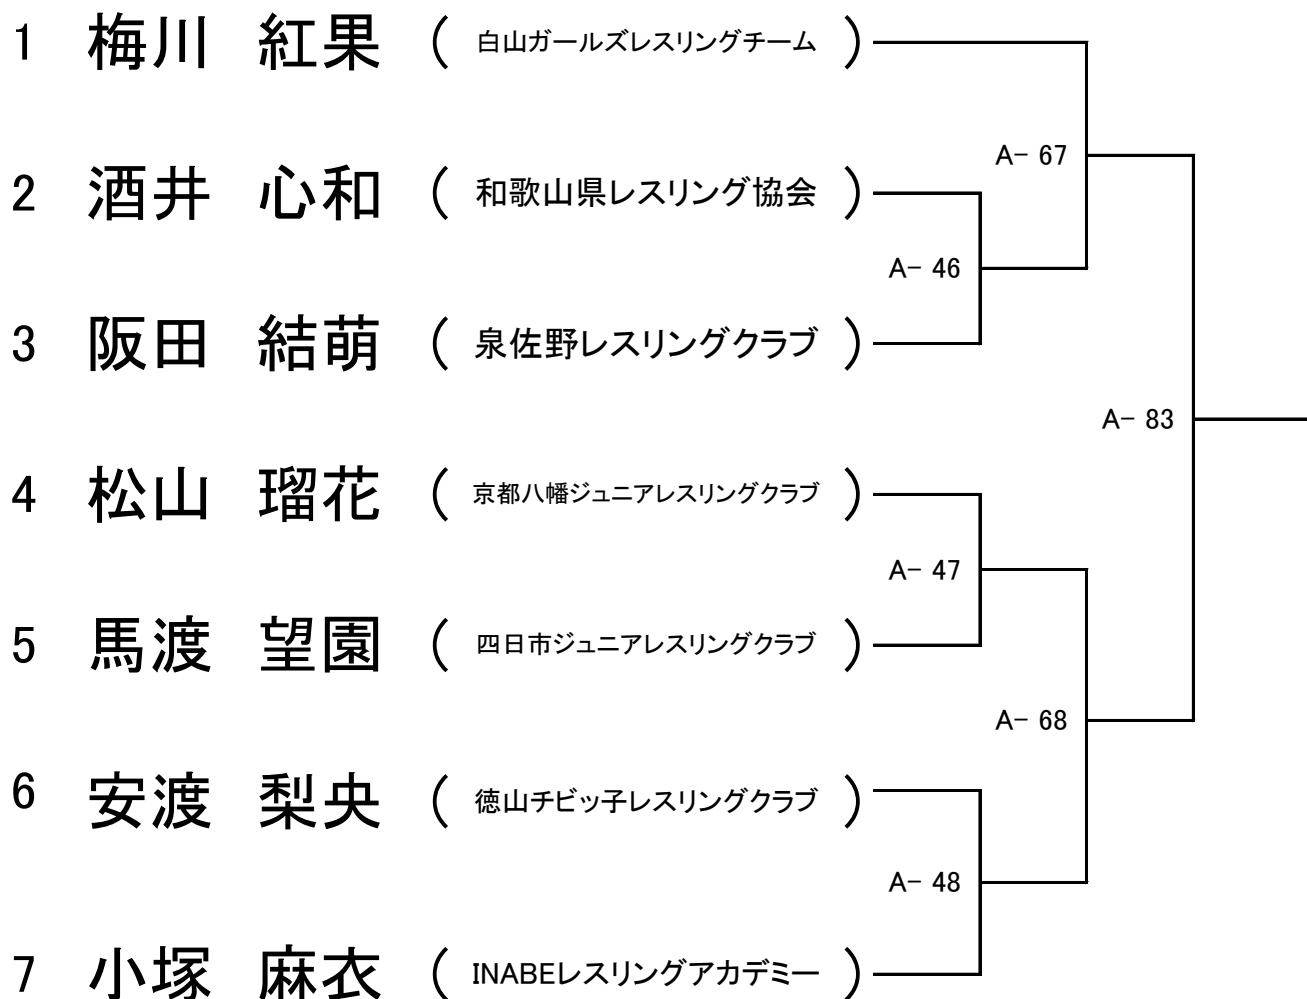 1 梅川 紅果 ( 白山ガールズレスリングチーム )
A- 67
2 酒井 心和 ( 和歌山県レスリング協会 )
A- 46
3 阪田 結萌 ( 泉佐野レスリングクラブ )
A- 83
4 松山 瑠花 ( 京都八幡ジュニアレスリングクラブ )
A- 47
5 馬渡 望園 ( 四日市ジュニアレスリングクラブ )
A- 68
6 安渡 梨央 ( 徳山チビッ子レスリングクラブ )
A- 48
7 小塚 麻衣 ( INABEレスリングアカデミー )